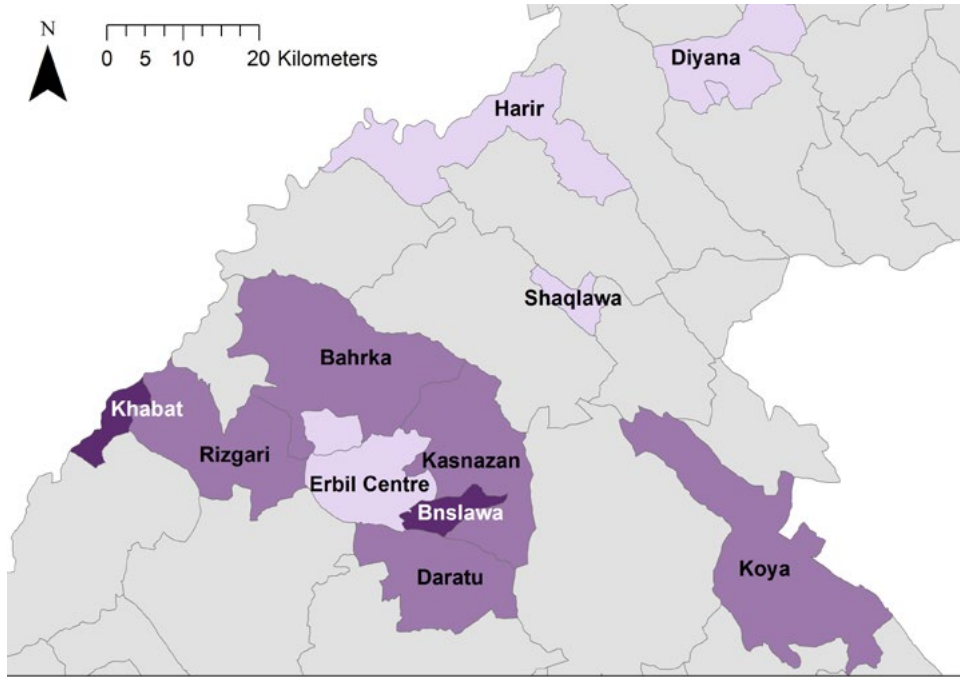 N
0 5 10 20 Kilometers
Diyana
Harir
Shaqlawa
Bahrka
Khabat
Rizgari
Kasnazan
Erbil Centre
Bnslawa
Koya
Daratu